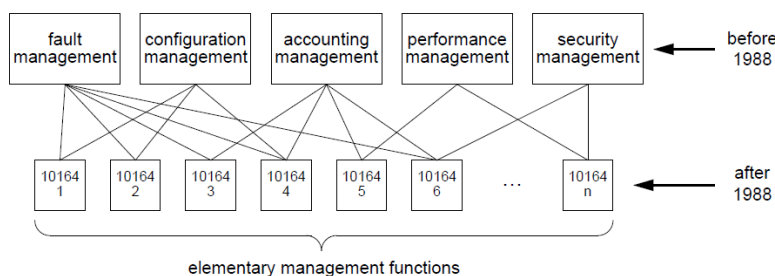 fault
management
configuration
management
accounting
management
performance
management
security
management
before
1988
10164
1
10164
2
10164
3
10164
4
10164
5
10164
6
...
10164
n
after
1988
elementary management functions